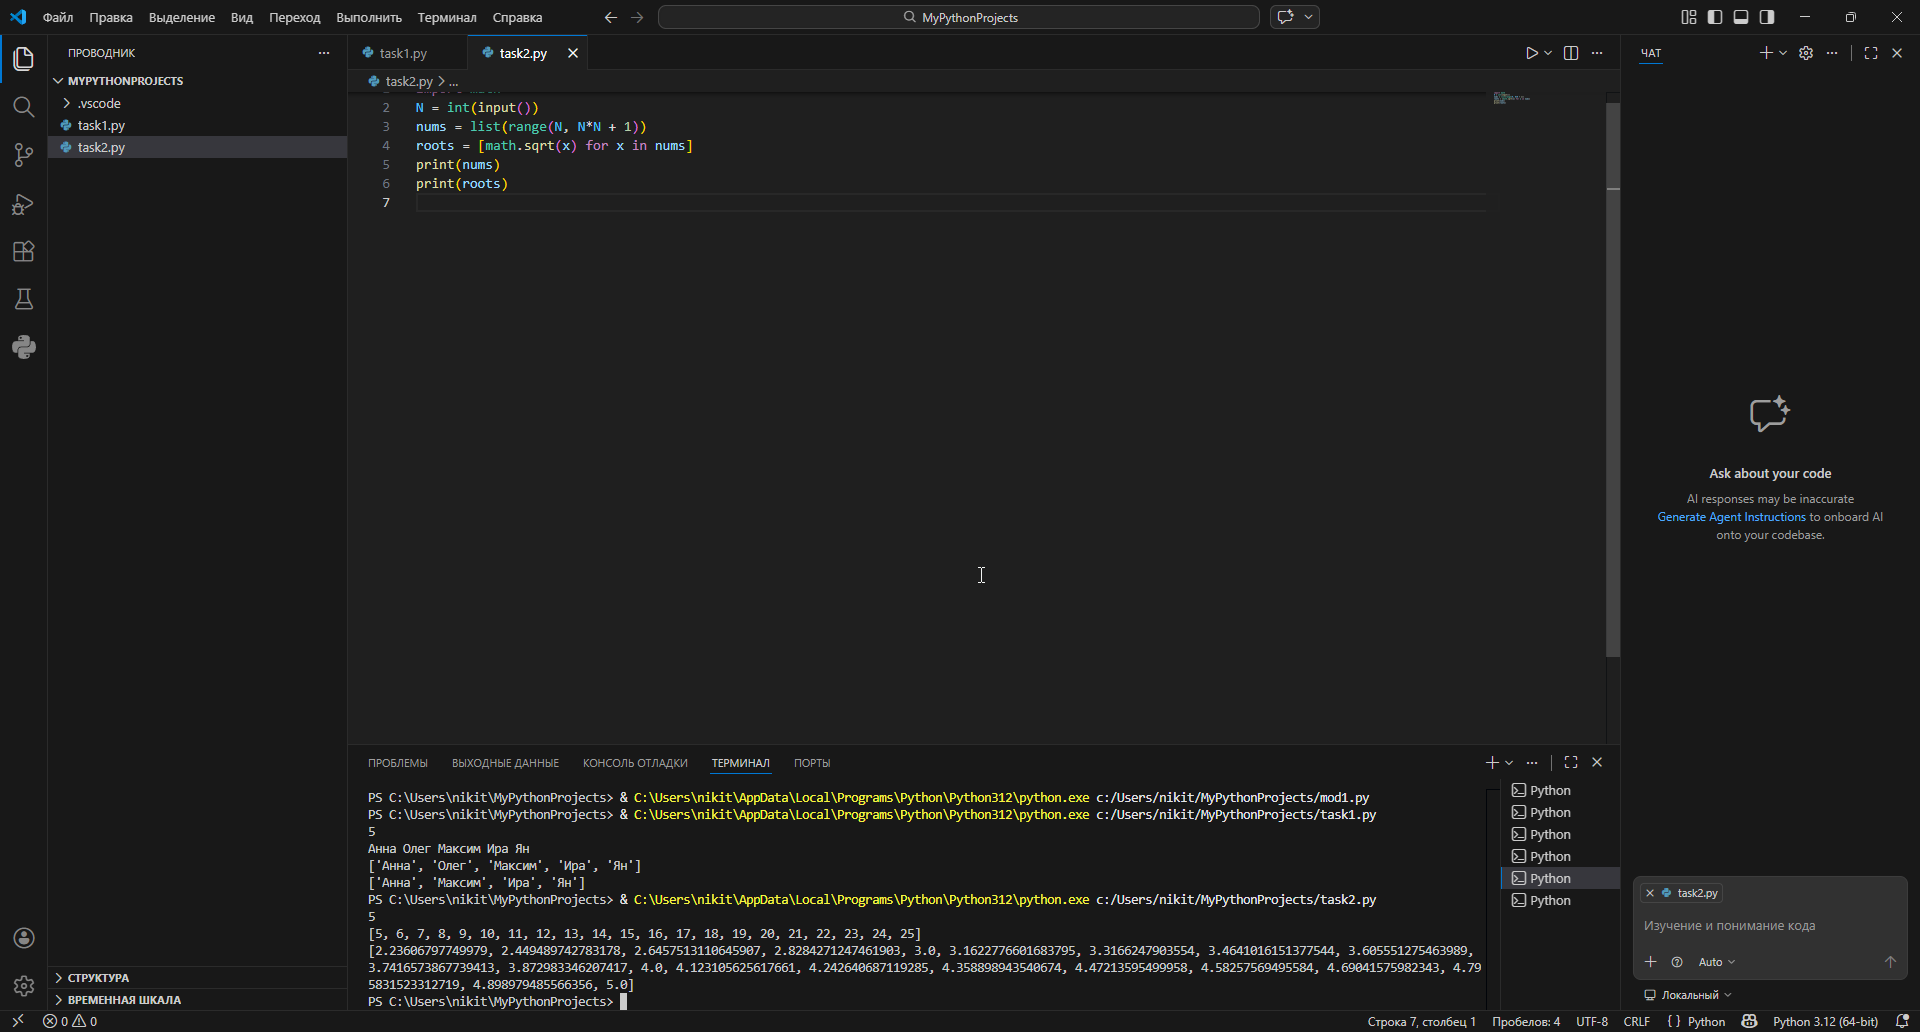 Файл Правка Выделение Вид Переход Выполнить Терминал Справка
MyPythonProjects
ПРОВОДНИК
MYPYTHONPROJECTS
.vscode
task1.py
task2.py
СТРУКТУРА
ВРЕМЕННАЯ ШКАЛА
task1.py
task2.py
task2.py > ...
2 N = int(input())
3 nums = list(range(N, N*N + 1))
4 roots = [math.sqrt(x) for x in nums]
5 print(nums)
6 print(roots)
7
ПРОБЛЕМЫ ВЫХОДНЫЕ ДАННЫЕ КОНСОЛЬ ОТЛАДКИ ТЕРМИНАЛ ПОРТЫ
PS C:\Users\nikit\MyPythonProjects> & C:\Users\nikit\AppData\Local\Programs\Python\Python312\python.exe c:/Users/nikit/MyPythonProjects/mod1.py
PS C:\Users\nikit\MyPythonProjects> & C:\Users\nikit\AppData\Local\Programs\Python\Python312\python.exe c:/Users/nikit/MyPythonProjects/task1.py
5
Анна Олег Максим Ира Ян
['Анна', 'Олег', 'Максим', 'Ира', 'Ян']
['Анна', 'Максим', 'Ира', 'Ян']
PS C:\Users\nikit\MyPythonProjects> & C:\Users\nikit\AppData\Local\Programs\Python\Python312\python.exe c:/Users/nikit/MyPythonProjects/task2.py
5
[5, 6, 7, 8, 9, 10, 11, 12, 13, 14, 15, 16, 17, 18, 19, 20, 21, 22, 23, 24, 25]
[2.23606797749979, 2.449489742783178, 2.6457513110645907, 2.8284271247461903, 3.0, 3.1622776601683795, 3.3166247903554, 3.4641016151377544, 3.605551275463989,
3.7416573867739413, 3.872983346207417, 4.0, 4.123105625617661, 4.242640687119285, 4.358898943540674, 4.47213595499958, 4.58257569495584, 4.69041575982343, 4.79
5831523312719, 4.898979485566356, 5.0]
PS C:\Users\nikit\MyPythonProjects>
Python
Python
Python
Python
Python
Python
ЧАТ
Ask about your code
AI responses may be inaccurate
Generate Agent Instructions to onboard AI
onto your codebase.
task2.py
Изучение и понимание кода
Auto
Локальный
0 0
Строка 7, столбец 1 Пробелов: 4 UTF-8 CRLF { } Python Python 3.12 (64-bit)